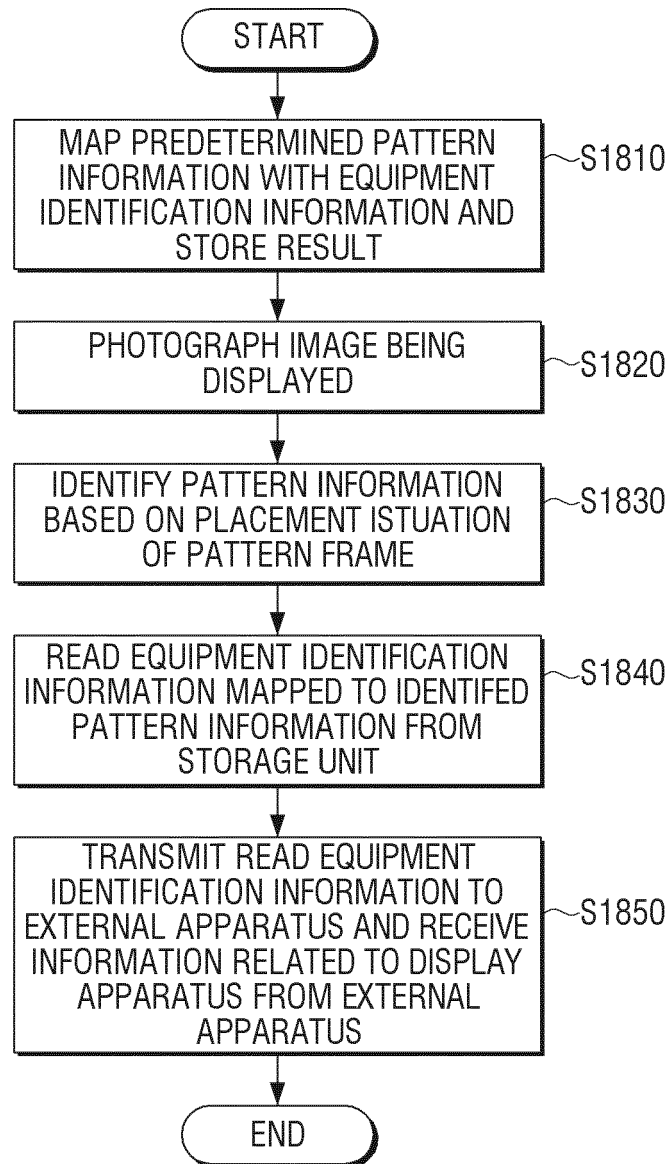 START
MAP PREDETERMINED PATTERN
INFORMATION WITH EQUIPMENT
IDENTIFICATION INFORMATION AND
STORE RESULT
S1810
PHOTOGRAPH IMAGE BEING
DISPLAYED
S1820
IDENTIFY PATTERN INFORMATION
BASED ON PLACEMENT ISTUATION
OF PATTERN FRAME
S1830
READ EQUIPMENT IDENTIFICATION
INFORMATION MAPPED TO IDENTIFED
PATTERN INFORMATION FROM
STORAGE UNIT
S1840
TRANSMIT READ EQUIPMENT
IDENTIFICATION INFORMATION TO
EXTERNAL APPARATUS AND RECEIVE
INFORMATION RELATED TO DISPLAY
APPARATUS FROM EXTERNAL
APPARATUS
S1850
END